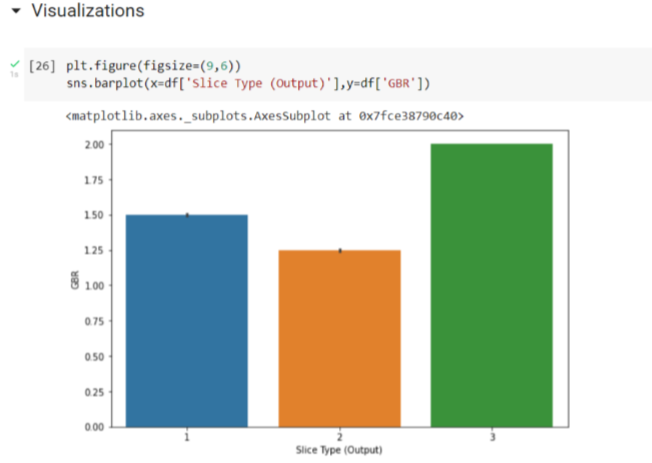 Visualizations
[26] plt.figure(figsize=(9,6))
1s
sns.barplot(x=df['Slice Type (Output)'],y=df['GBR'])
<matplotlib.axes._subplots.AxesSubplot at 0x7fce38790c40>
2.00
1.75
1.50
1.25
1.00
0.75
0.50
0.25
0.00
GBR
1 2 3
Slice Type (Output)